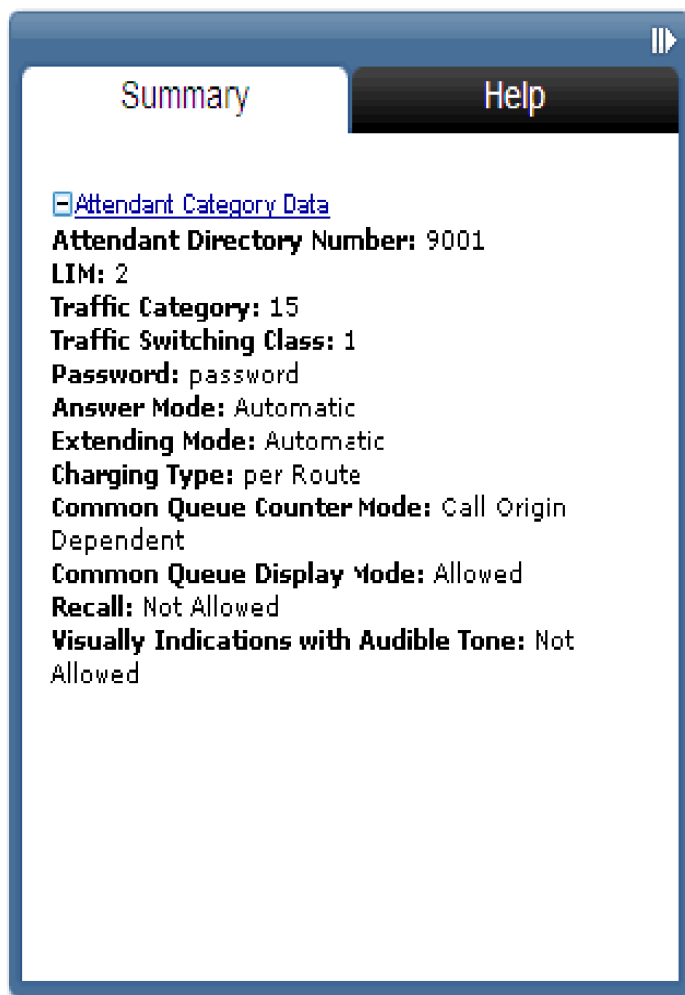 Summary
Help
Attendant Category Data
Attendant Directory Number: 9001
LIM: 2
Traffic Category: 15
Traffic Switching Class: 1
Password: password
Answer Mode: Automatic
Extending Mode: Automatic
Charging Type: per Route
Common Queue Counter Mode: Call Origin
Dependent
Common Queue Display Mode: Allowed
Recall: Not Allowed
Visually Indications with Audible Tone: Not
Allowed